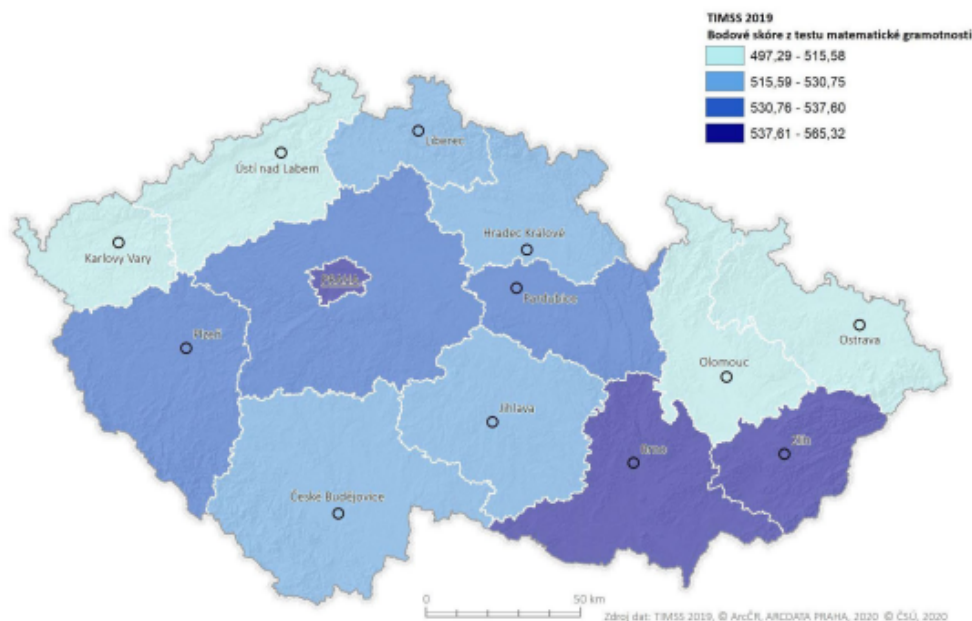 TIMSS 2019
Bodové skóre z testu matematické gramotnosti
497,29 - 515,58
515,59 - 530,75
530,76 - 537,60
537,61 - 565,32
Liberec
Ústí nad Labem
Karlovy Vary
Hradec Králové
PRAHA
Pardubice
Plzeň
Ostrava
Olomouc
Jihlava
Brno
Zlín
České Budějovice
0 50 km
Zdroj dat: TIMSS 2019, © ArcČR, ARCDATA PRAHA, 2020 © ČSÚ, 2020